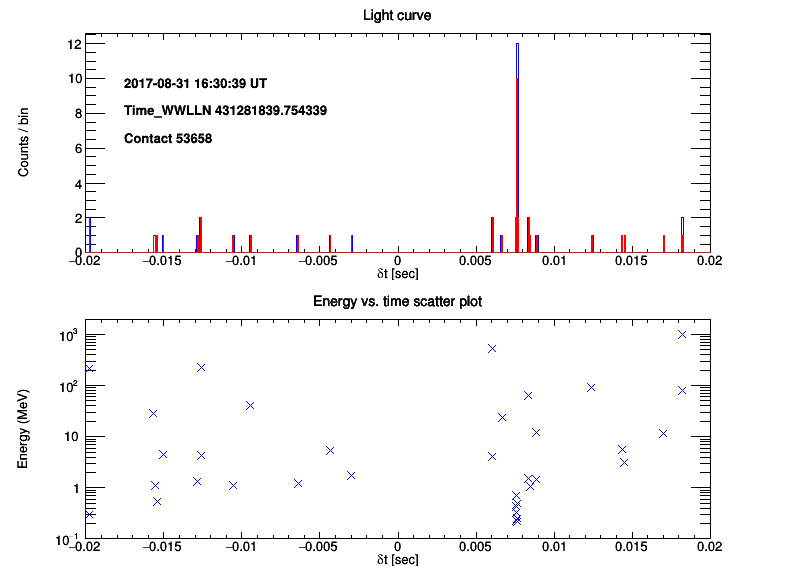 Light curve
Counts / bin
12
10
8
6
4
2
0
2017-08-31 16:30:39 UT
Time_WWLLN 431281839.754339
Contact 53658
−0.02 −0.015 −0.01 −0.005 0 0.005 0.01 0.015 0.02
δt [sec]
Energy vs. time scatter plot
Energy (MeV)
10³
10²
10
1
10⁻¹
−0.02 −0.015 −0.01 −0.005 0 0.005 0.01 0.015 0.02
δt [sec]